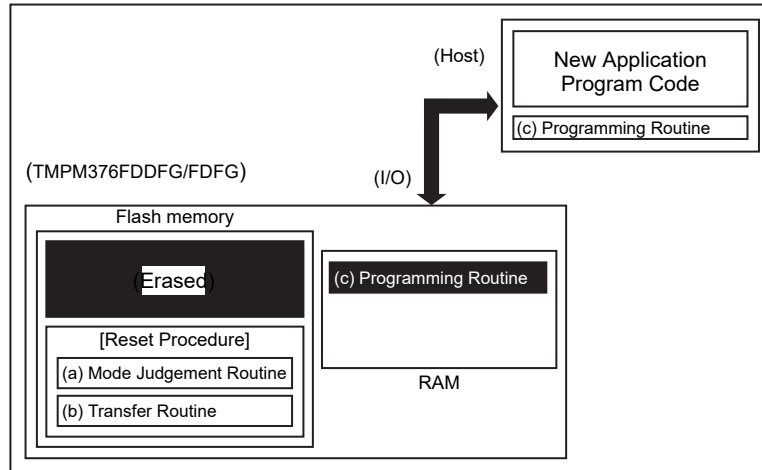 (Host)
New Application
Program Code
(c) Programming Routine
(TMPM376FDDFG/FDFG)
(I/O)
Flash memory
(Erased)
(c) Programming Routine
[Reset Procedure]
(a) Mode Judgement Routine
(b) Transfer Routine
RAM